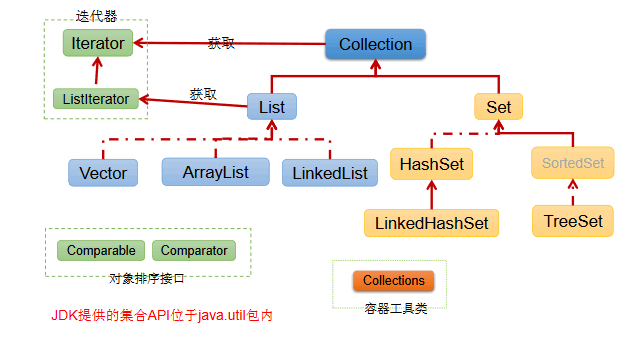 迭代器
Iterator
获取
Collection
ListIterator
获取
List
Set
Vector
ArrayList
LinkedList
HashSet
SortedSet
LinkedHashSet
TreeSet
Comparable
Comparator
对象排序接口
Collections
容器工具类
JDK提供的集合API位于java.util包内